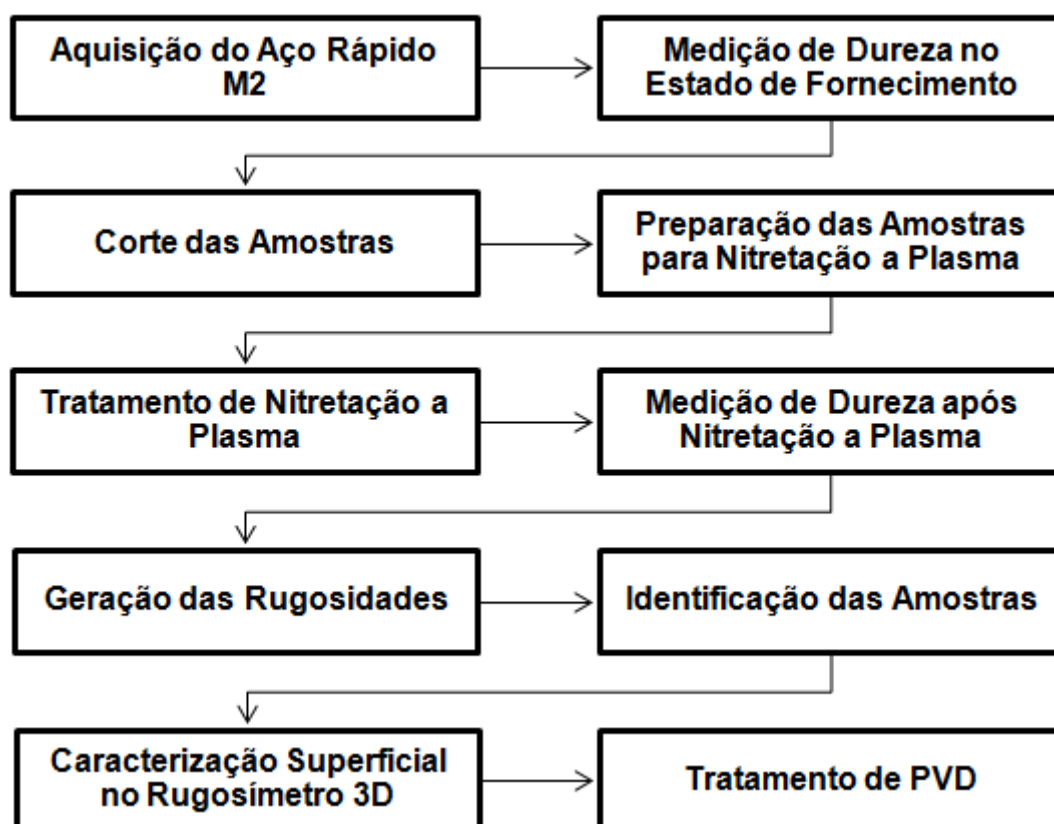 Aquisição do Aço Rápido
M2
Medição de Dureza no
Estado de Fornecimento
Corte das Amostras
Preparação das Amostras
para Nitretação a Plasma
Tratamento de Nitretação a
Plasma
Medição de Dureza após
Nitretação a Plasma
Geração das Rugosidades
Identificação das Amostras
Caracterização Superficial
no Rugosímetro 3D
Tratamento de PVD